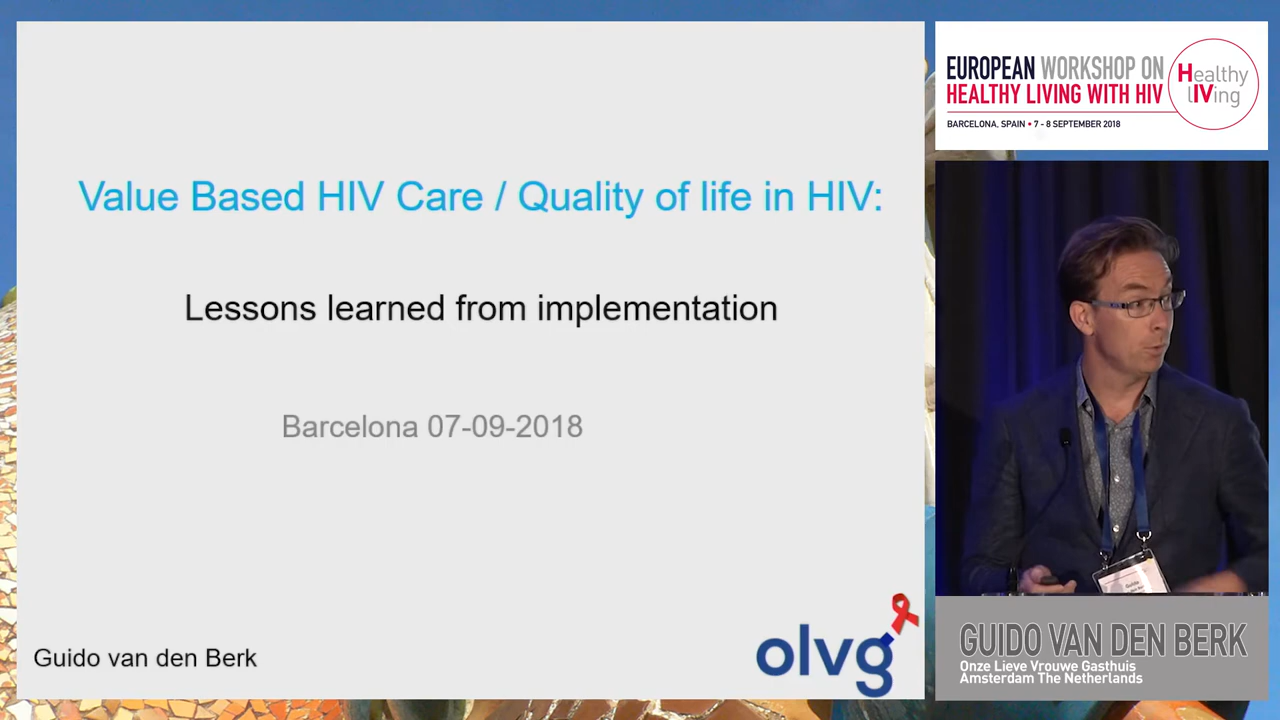 Value Based HIV Care / Quality of life in HIV:
Lessons learned from implementation
Barcelona 07-09-2018
Guido van den Berk
olvg
EUROPEAN WORKSHOP ON
HEALTHY LIVING WITH HIV
BARCELONA, SPAIN • 7 - 8 SEPTEMBER 2018
Healthy
lIVing
Guido
GUIDO VAN DEN BERK
Onze Lieve Vrouwe Gasthuis
Amsterdam The Netherlands